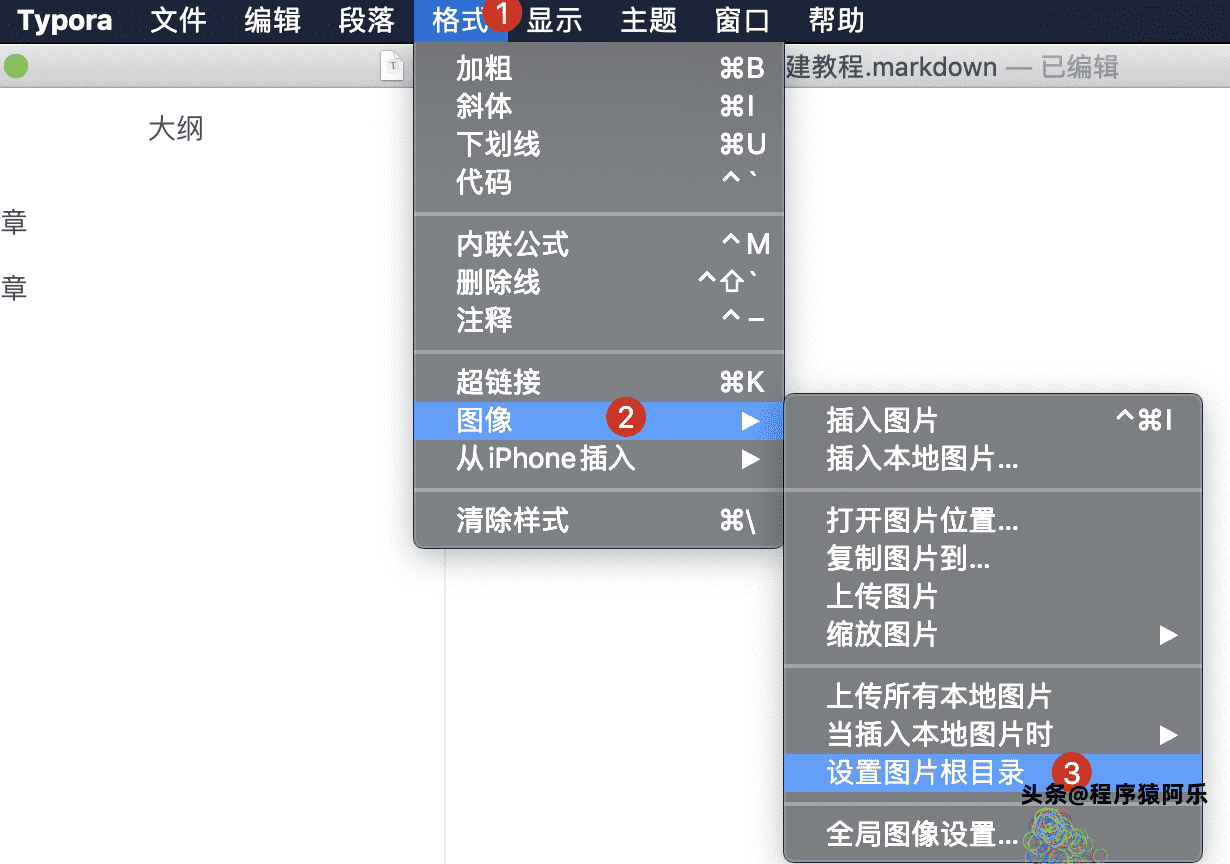 Typora 文件 编辑 段落 格式 1 显示 主题 窗口 帮助
建教程.markdown — 已编辑
大纲
章
章
加粗 ⌘B
斜体 ⌘I
下划线 ⌘U
代码 ^ `
内联公式 ^ M
删除线 ^⇧`
注释 ^ –
超链接 ⌘K
图像 2 ▶
从 iPhone 插入 ▶
清除样式 ⌘\
插入图片 ^⌘I
插入本地图片...
打开图片位置...
复制图片到...
上传图片
缩放图片 ▶
上传所有本地图片
当插入本地图片时 ▶
设置图片根目录 3
头条@程序猿阿乐
全局图像设置...